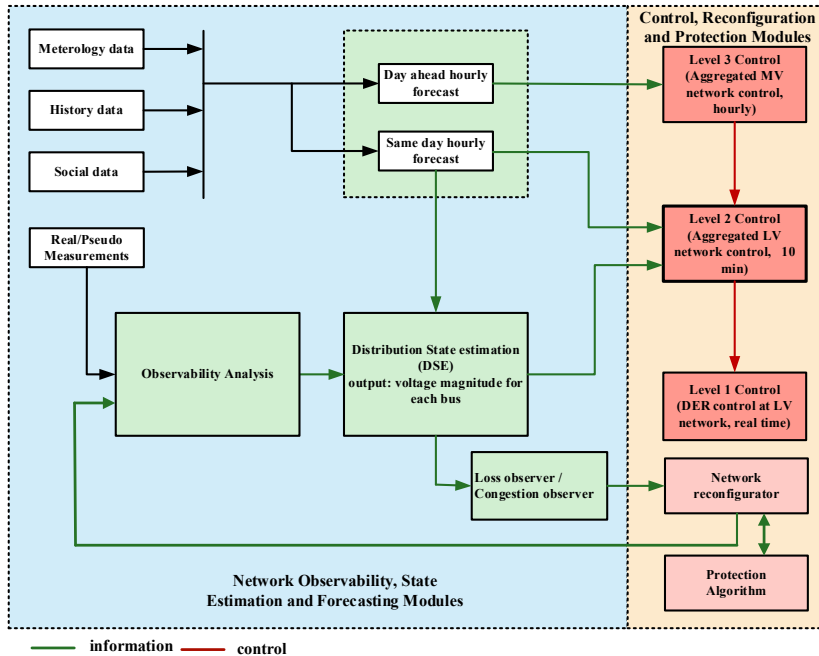 Control, Reconfiguration
and Protection Modules
Meterology data
History data
Social data
Day ahead hourly
forecast
Same day hourly
forecast
Level 3 Control
(Aggregated MV
network control,
hourly)
Real/Pseudo
Measurements
Level 2 Control
(Aggregated LV
network control, 10
min)
Observability Analysis
Distribution State estimation
(DSE)
output: voltage magnitude for
each bus
Level 1 Control
(DER control at LV
network, real time)
Loss observer /
Congestion observer
Network
reconfigurator
Protection
Algorithm
Network Observability, State
Estimation and Forecasting Modules
information
control